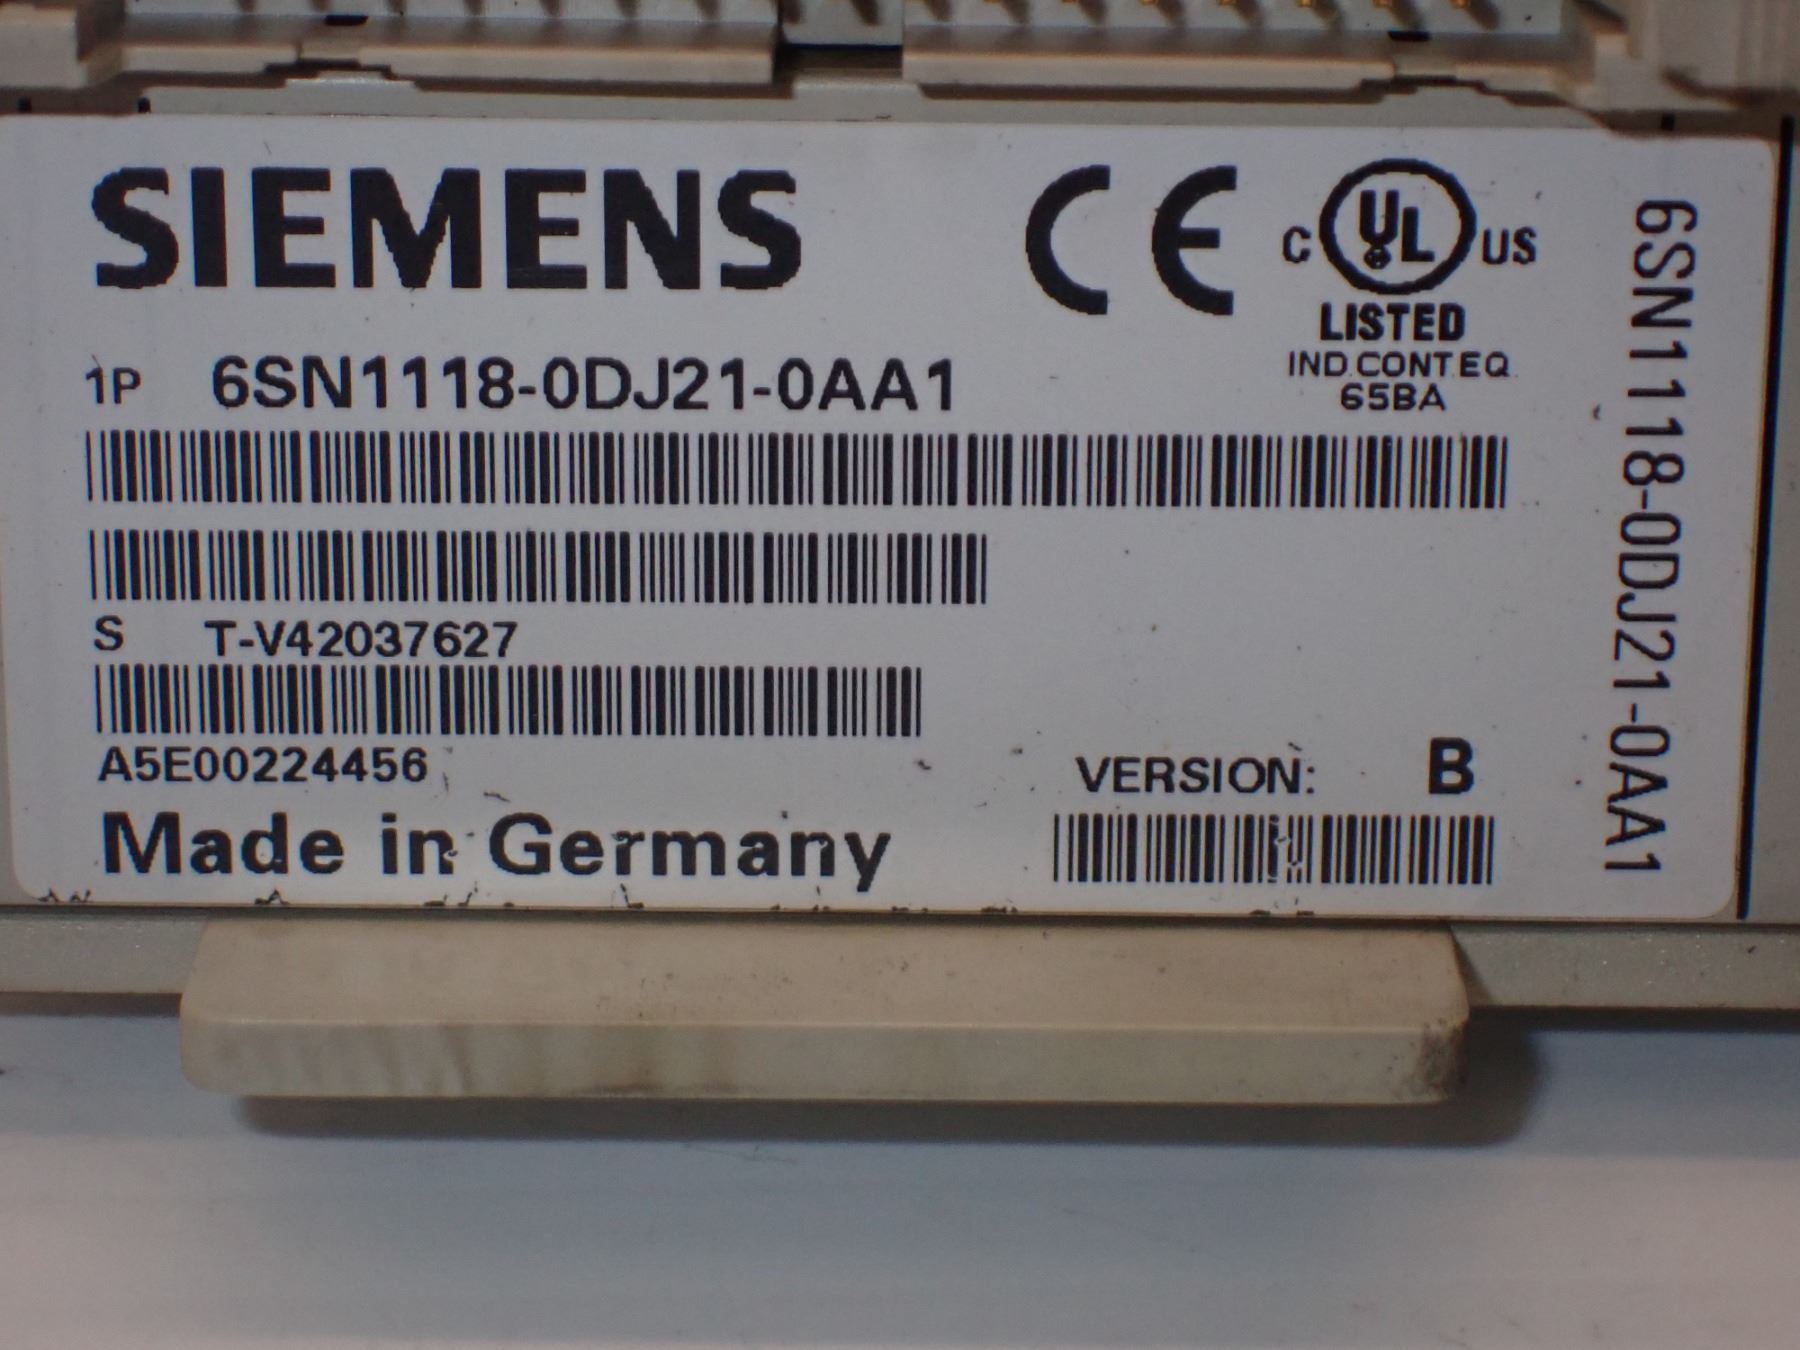 SIEMENS
CE
C UL US
LISTED
IND.CONT.EQ.
65BA
1P 6SN1118-0DJ21-0AA1
S T-V42037627
A5E00224456
VERSION: B
Made in Germany
6SN1118-0DJ21-0AA1